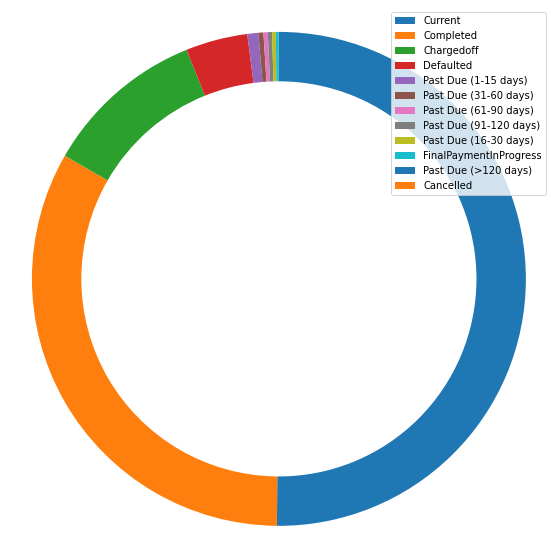 Current
Completed
Chargedoff
Defaulted
Past Due (1-15 days)
Past Due (31-60 days)
Past Due (61-90 days)
Past Due (91-120 days)
Past Due (16-30 days)
FinalPaymentInProgress
Past Due (>120 days)
Cancelled